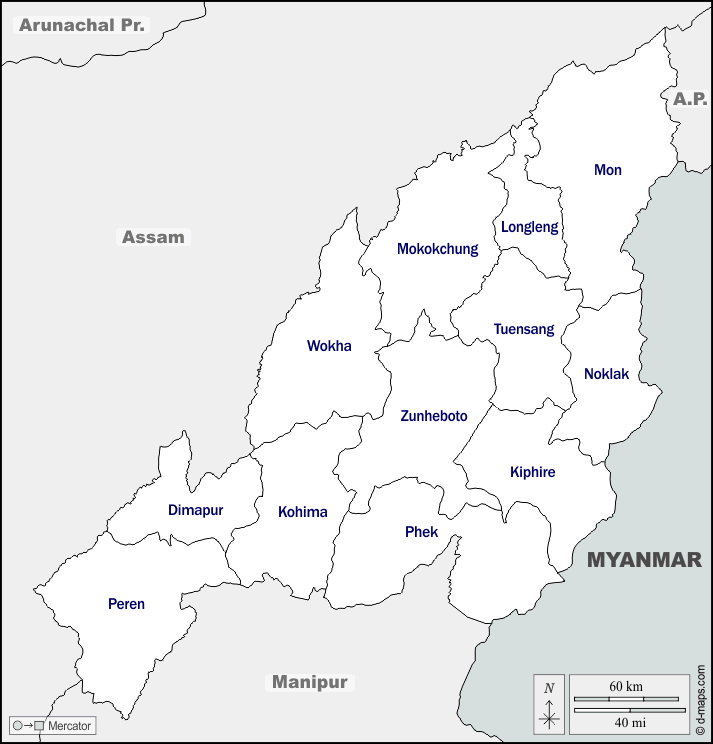 Arunachal Pr.
A.P.
Mon
Assam
Longleng
Mokokchung
Tuensang
Wokha
Noklak
Zunheboto
Kiphire
Dimapur
Kohima
Phek
MYANMAR
Peren
Manipur
N
60 km
40 mi
Mercator
© d-maps.com